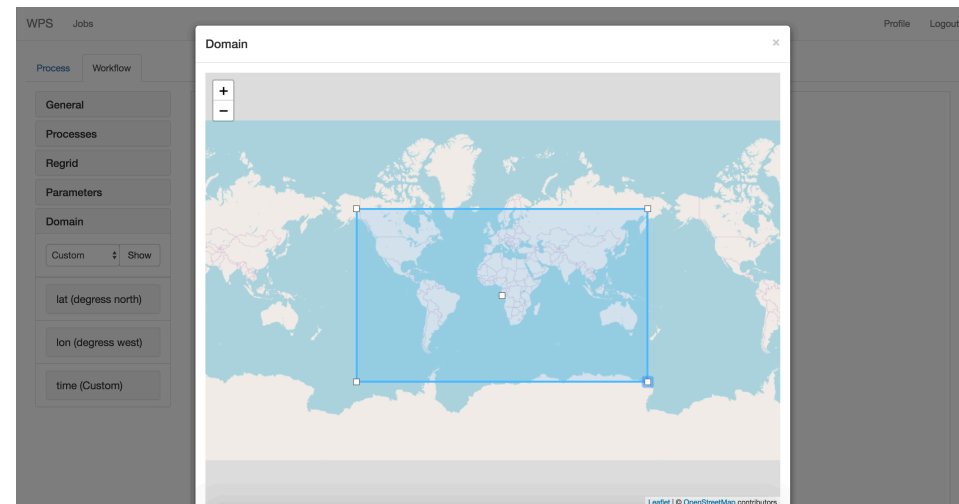 WPS Jobs Profile Logout
Domain ×
Process Workflow
+
−
General
Processes
Regrid
Parameters
Domain
Custom Show
lat (degress north)
lon (degress west)
time (Custom)
Leaflet | © OpenStreetMap contributors